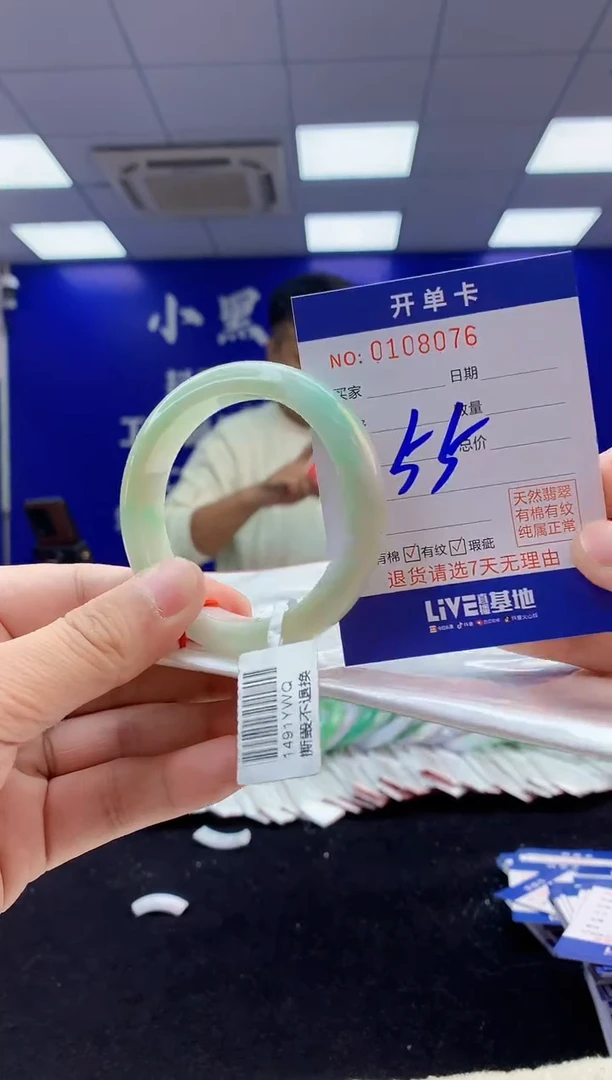 小黑
开单卡
NO: 0108076
买家
日期
数量
总价
55
天然翡翠
有棉有纹
纯属正常
有棉 ☑ 有纹 ☑ 瑕疵
退货请选7天无理由
LiVE直播基地
1491YWQ
撕毁不退换